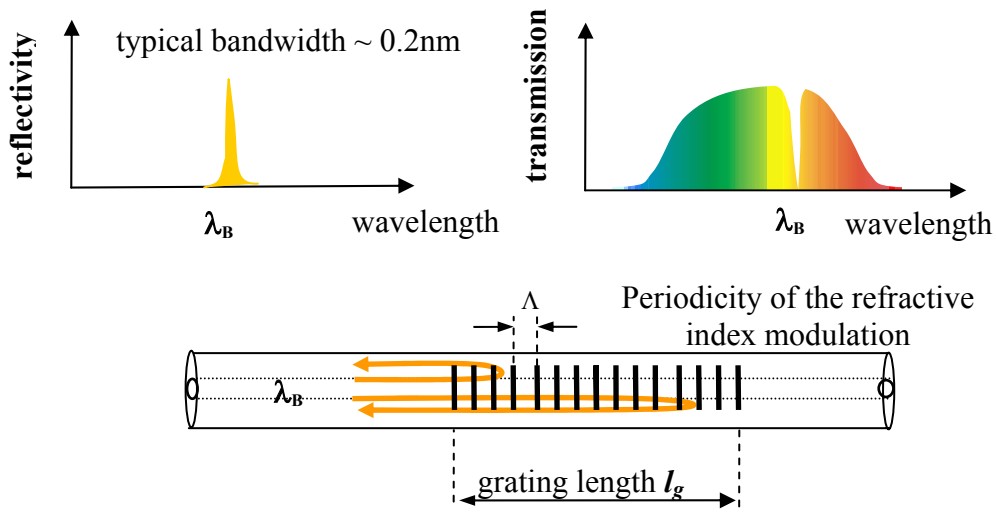 reflectivity
typical bandwidth ~ 0.2nm
λB
wavelength
transmission
λB
wavelength
Λ
Periodicity of the refractive
index modulation
λB
grating length lg